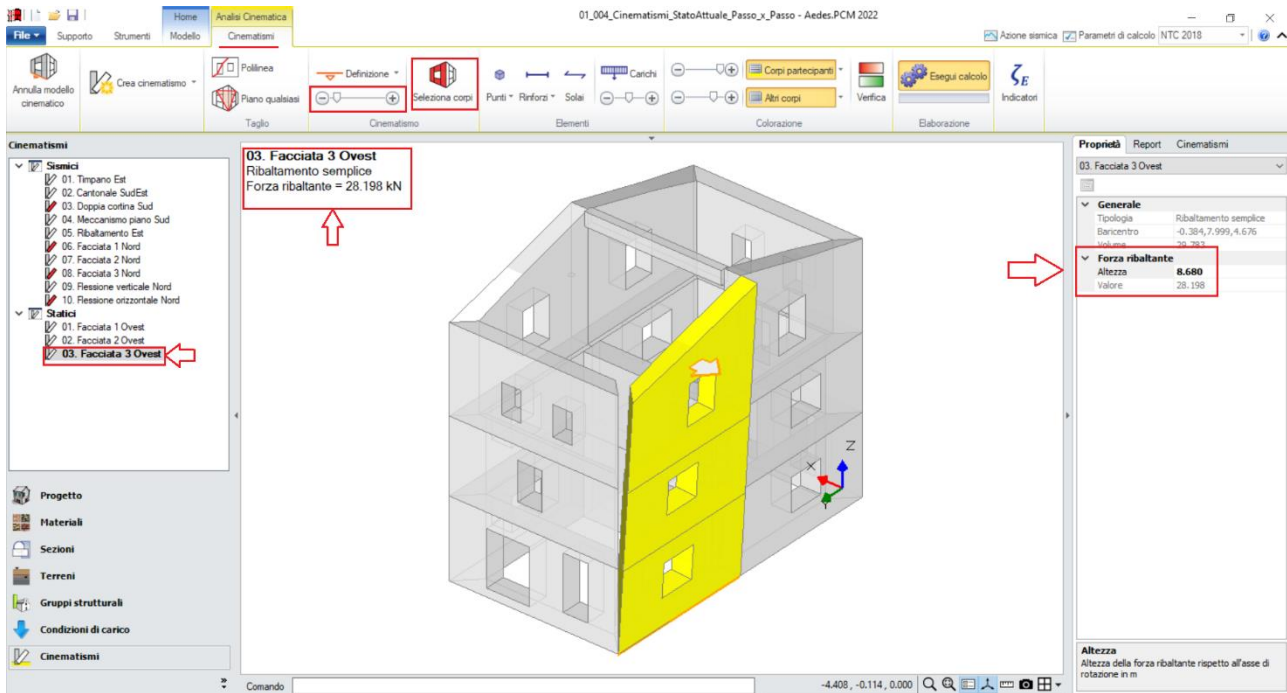 01_004_Cinematismi_StatoAttuale_Passo_x_Passo - Aedes.PCM 2022
Home
Analisi Cinematica
File
Supporto
Strumenti
Modello
Cinematismi
Azione sismica
Parametri di calcolo
NTC 2018
Annulla modello
cinematico
Crea cinematismo
Polilinea
Piano qualsiasi
Taglio
Definizione
Seleziona corpi
Cinematismo
Punti
Rinforzi
Solai
Carichi
Elementi
Corpi partecipanti
Altri corpi
Verifica
Colorazione
Esegui calcolo
Elaborazione
ζE
Indicatori
Cinematismi
Sismici
01. Timpano Est
02. Cantonale SudEst
03. Doppia cortina Sud
04. Meccanismo piano Sud
05. Ribaltamento Est
06. Facciata 1 Nord
07. Facciata 2 Nord
08. Facciata 3 Nord
09. Flessione verticale Nord
10. Flessione orizzontale Nord
Statici
01. Facciata 1 Ovest
02. Facciata 2 Ovest
03. Facciata 3 Ovest
Progetto
Materiali
Sezioni
Terreni
Gruppi strutturali
Condizioni di carico
Cinematismi
03. Facciata 3 Ovest
Ribaltamento semplice
Forza ribaltante = 28.198 kN
Z
X
Y
Comando
-4.408 , -0.114 , 0.000
Proprietà
Report
Cinematismi
03. Facciata 3 Ovest
Generale
Tipologia
Ribaltamento semplice
Baricentro
-0.384,7.999,4.676
Volume
29.783
Forza ribaltante
Altezza
8.680
Valore
28.198
Altezza
Altezza della forza ribaltante rispetto all'asse di
rotazione in m